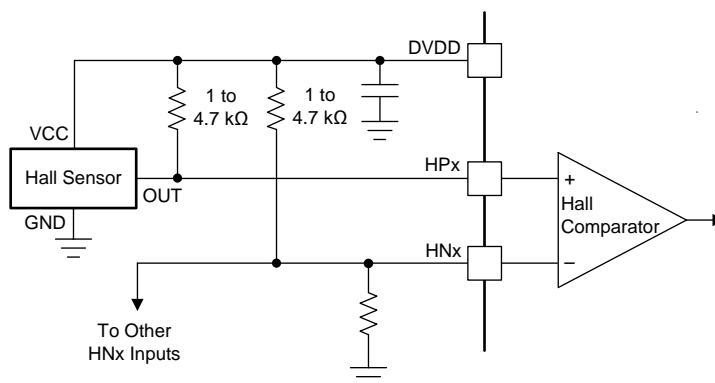 DVDD
1 to
4.7 kΩ
1 to
4.7 kΩ
VCC
Hall Sensor
OUT
GND
HPx
+
Hall
Comparator
HNx
−
To Other
HNx Inputs